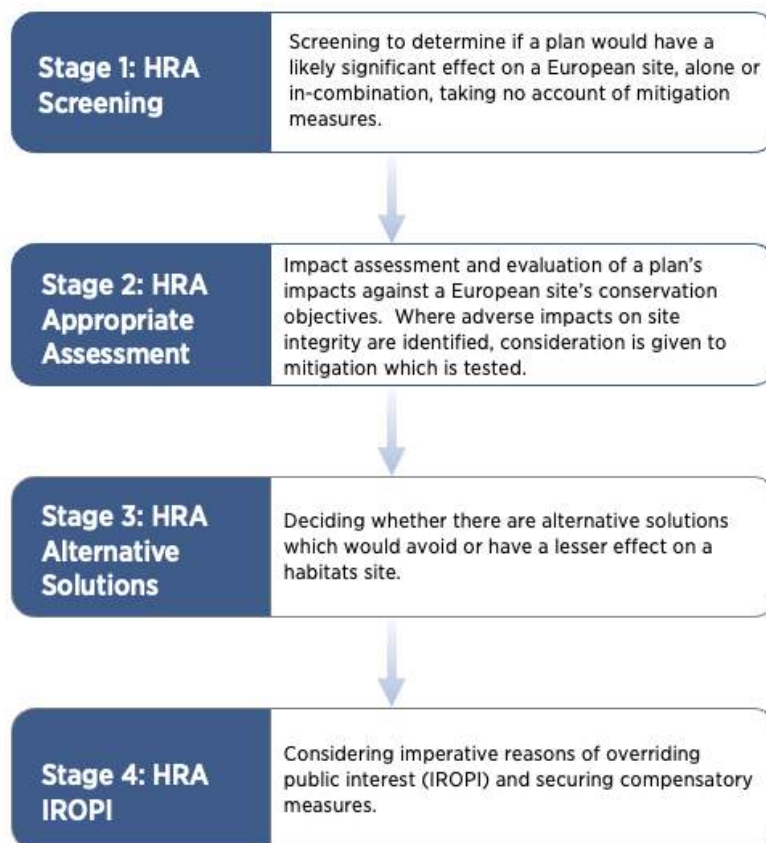 Stage 1: HRA
Screening
Screening to determine if a plan would have a
likely significant effect on a European site, alone or
in-combination, taking no account of mitigation
measures.
Stage 2: HRA
Appropriate
Assessment
Impact assessment and evaluation of a plan's
impacts against a European site's conservation
objectives. Where adverse impacts on site
integrity are identified, consideration is given to
mitigation which is tested.
Stage 3: HRA
Alternative
Solutions
Deciding whether there are alternative solutions
which would avoid or have a lesser effect on a
habitats site.
Stage 4: HRA
IROPI
Considering imperative reasons of overriding
public interest (IROPI) and securing compensatory
measures.